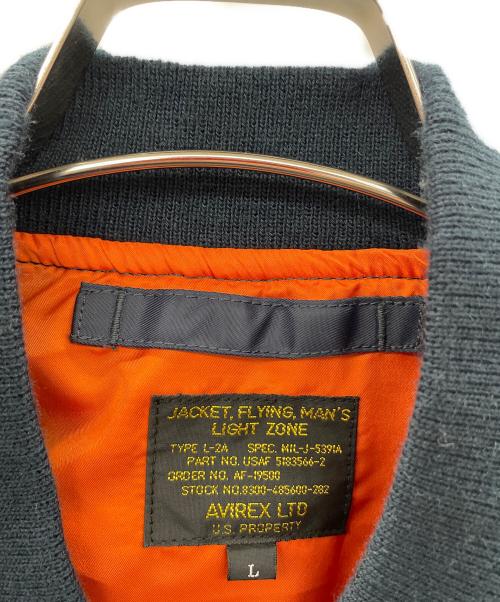 JACKET, FLYING, MAN'S
LIGHT ZONE
TYPE L-2A SPEC. MIL-J-5391A
PART NO. USAF 5183566-2
ORDER NO. AF-19500
STOCK NO.8300-485600-282
AVIREX LTD
U.S. PROPERTY
L